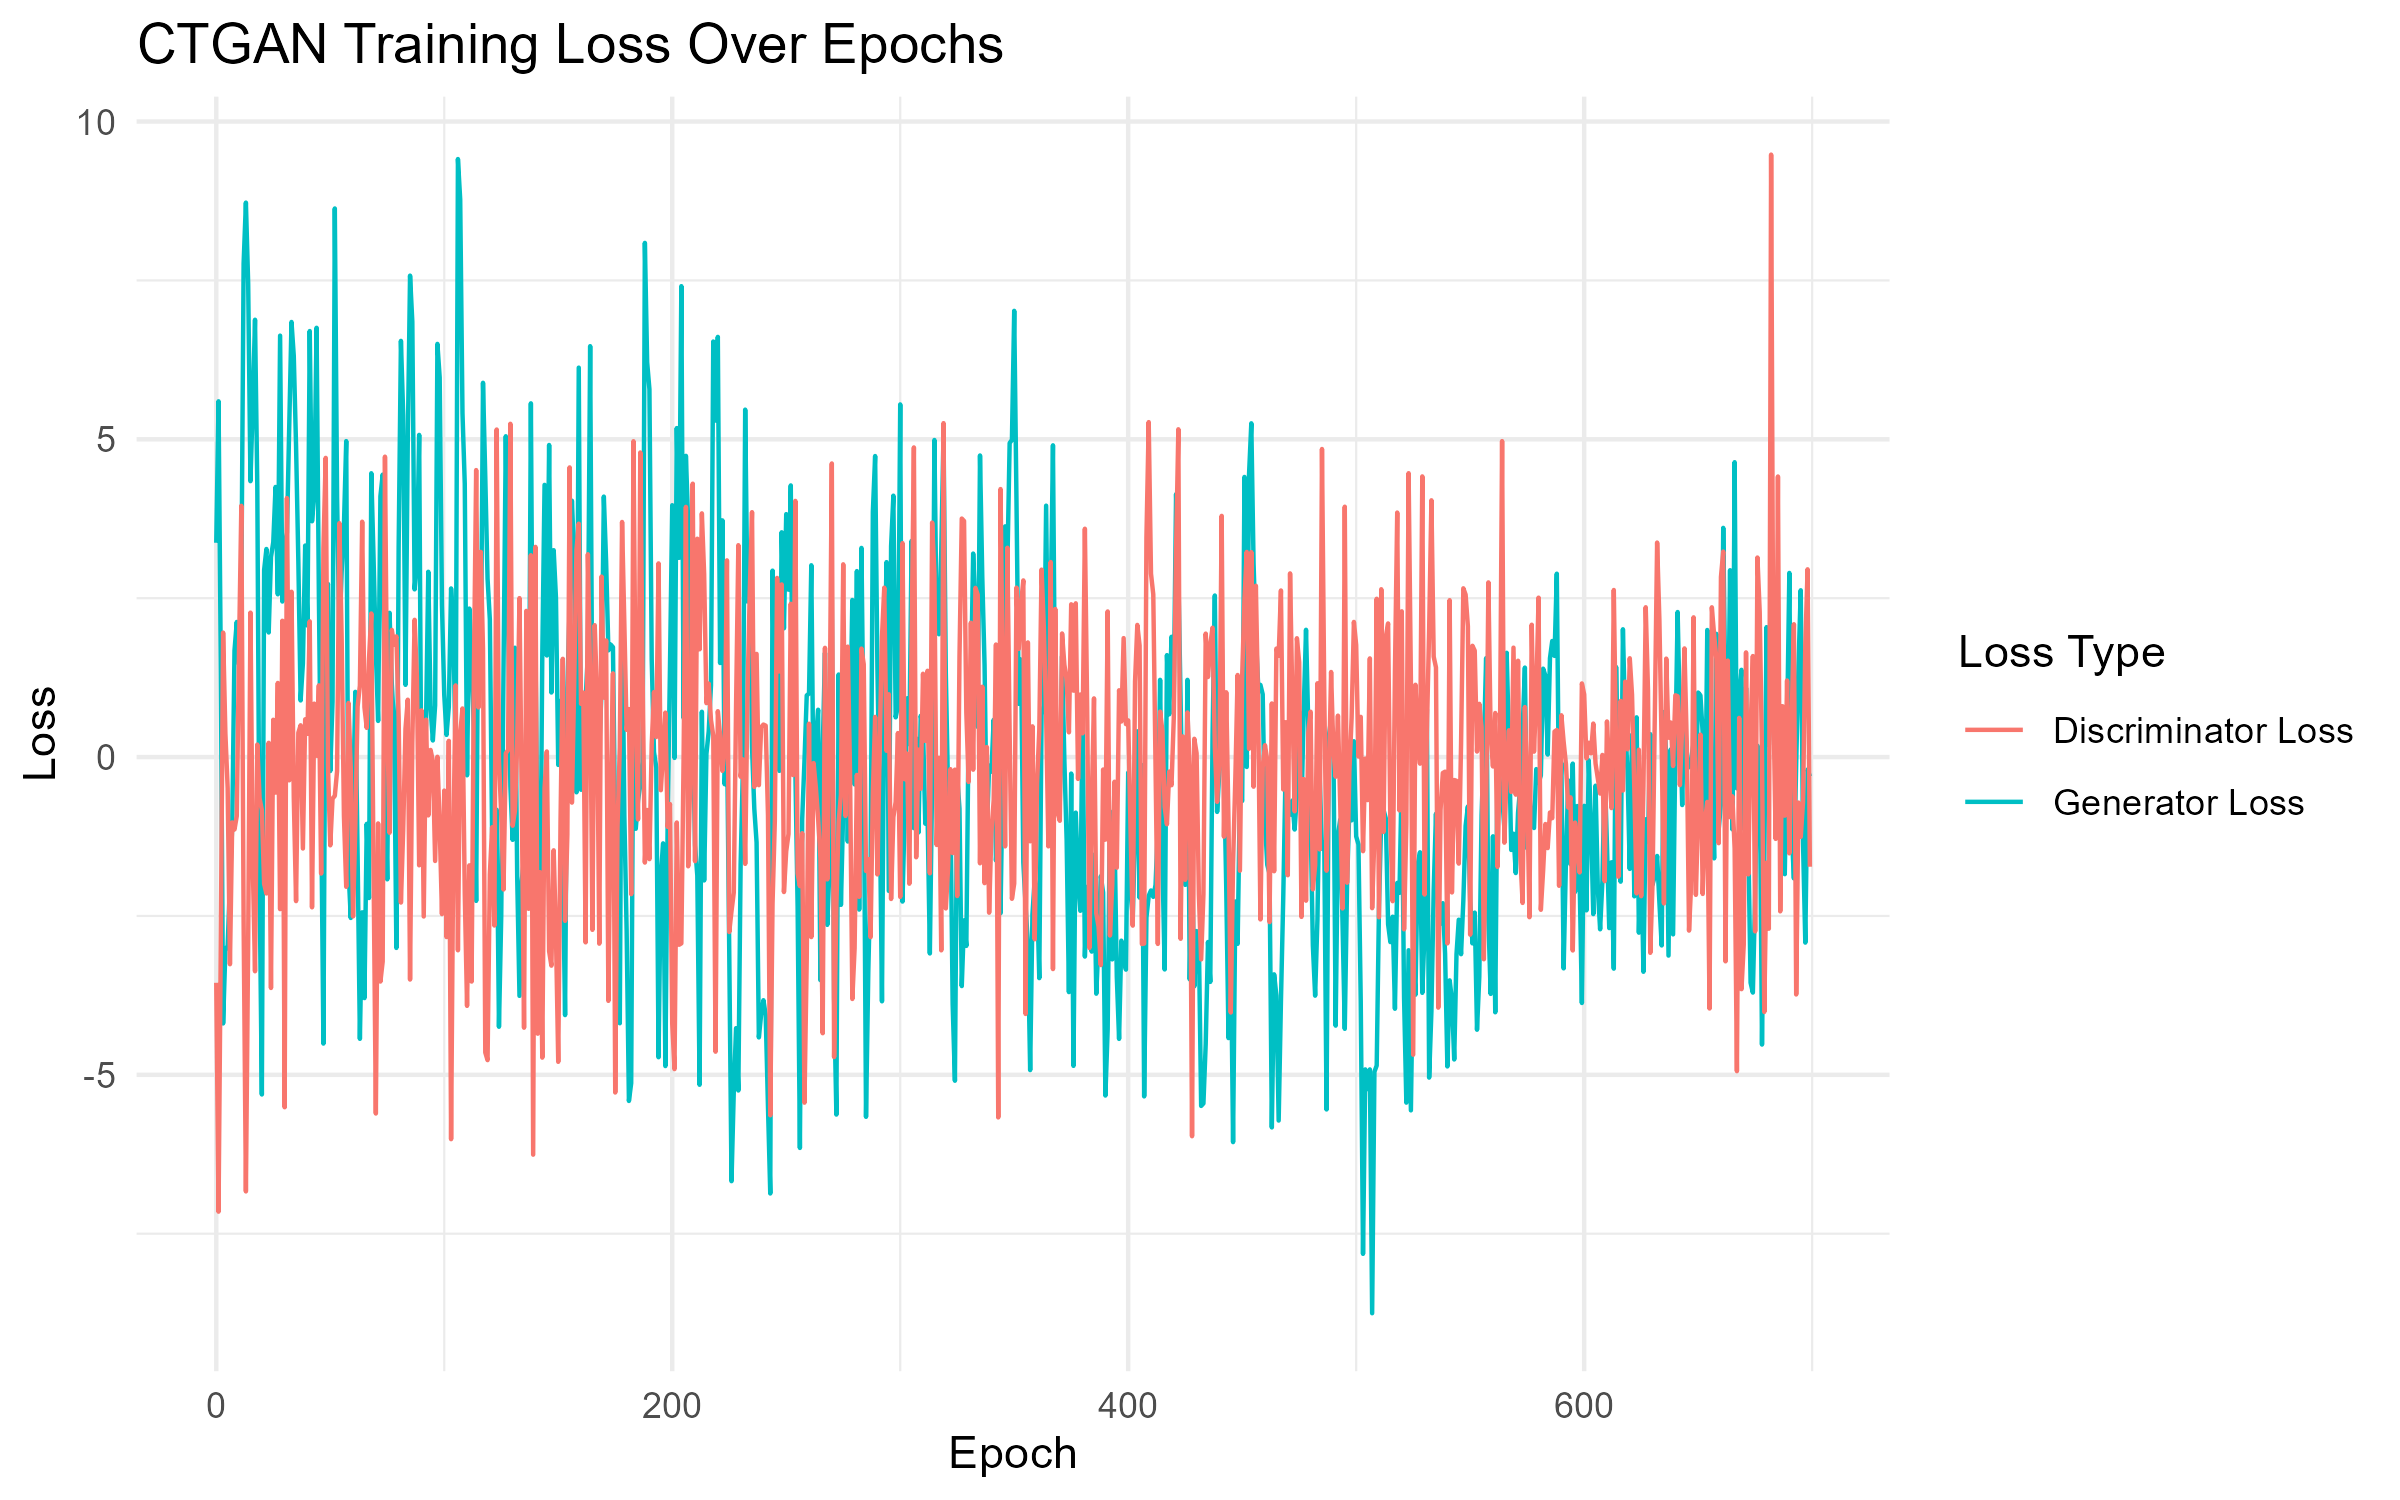 CTGAN Training Loss Over Epochs
10
5
0
-5
Loss
0 200 400 600
Epoch
Loss Type
Discriminator Loss
Generator Loss